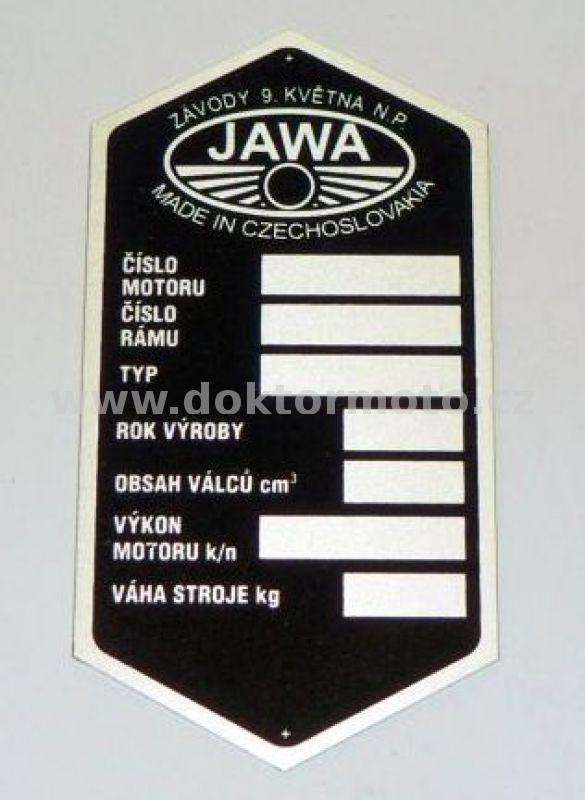 ZÁVODY 9. KVĚTNA N.P.
JAWA
MADE IN CZECHOSLOVAKIA
ČÍSLO
MOTORU
ČÍSLO
RÁMU
TYP
www.doktormoto.cz
ROK VÝROBY
OBSAH VÁLCŮ cm³
VÝKON
MOTORU k/n
VÁHA STROJE kg